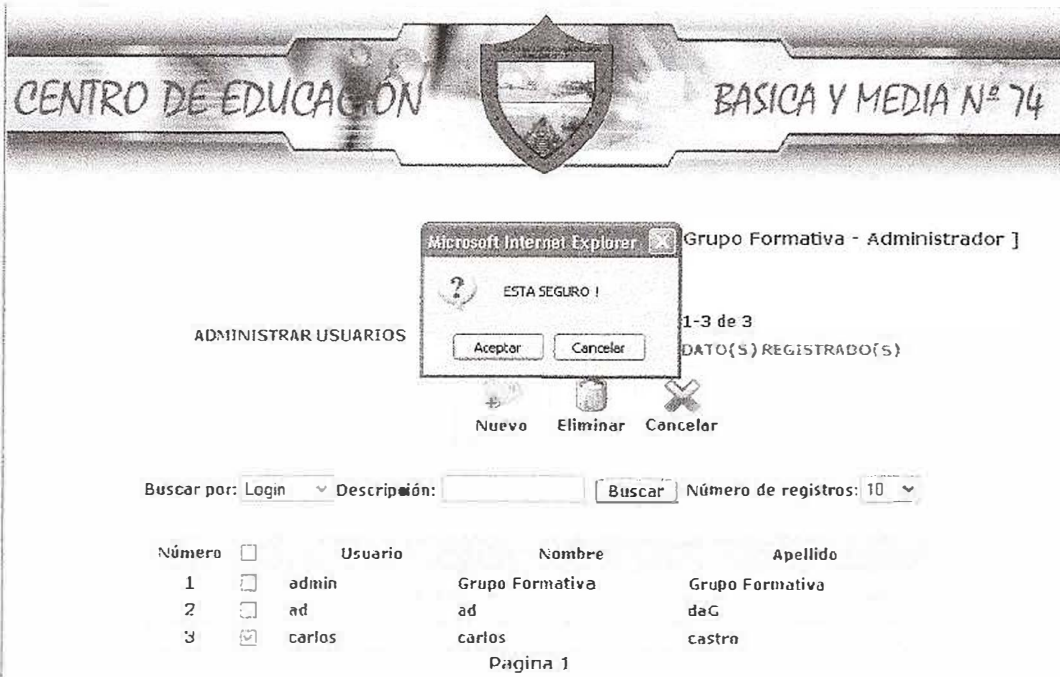 CENTRO DE EDUCACIÓN BASICA Y MEDIA Nº 74
Microsoft Internet Explorer
Grupo Formativa - Administrador ]
ESTA SEGURO !
Aceptar Cancelar
ADMINISTRAR USUARIOS
1-3 de 3
DATO(S) REGISTRADO(S)
Nuevo Eliminar Cancelar
Buscar por: Login Descripción: Buscar Número de registros: 10
Número Usuario Nombre Apellido
1 admin Grupo Formativa Grupo Formativa
2 ad ad daG
3 carlos carlos castro
Pagina 1